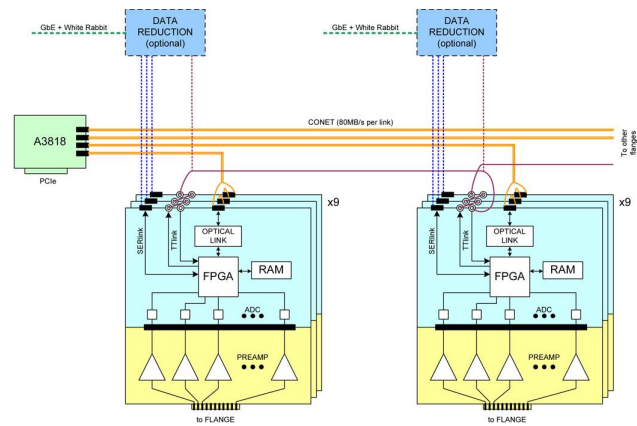 GbE + White Rabbit
DATA
REDUCTION
(optional)
GbE + White Rabbit
DATA
REDUCTION
(optional)
A3818
PCIe
CONET (80MB/s per link)
To other
flanges
x9
SERlink
TTlink
OPTICAL
LINK
FPGA
RAM
ADC
PREAMP
to FLANGE
x9
SERlink
TTlink
OPTICAL
LINK
FPGA
RAM
ADC
PREAMP
to FLANGE